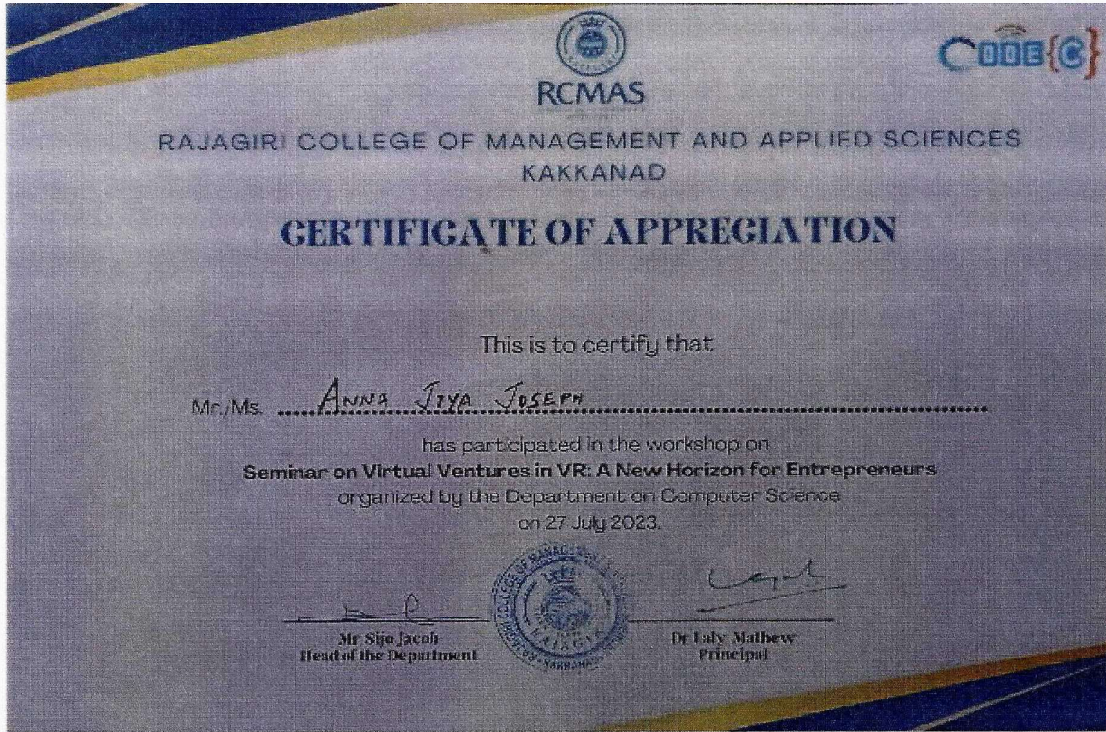 RCMAS
CODE{C}
RAJAGIRI COLLEGE OF MANAGEMENT AND APPLIED SCIENCES
KAKKANAD
CERTIFICATE OF APPRECIATION
This is to certify that
Mr./Ms. ANNA JIYA JOSEPH
has participated in the workshop on
Seminar on Virtual Ventures in VR: A New Horizon for Entrepreneurs
organized by the Department on Computer Science
on 27 July 2023.
Mr Sijo Jacob
Head of the Department
Dr Laly Mathew
Principal